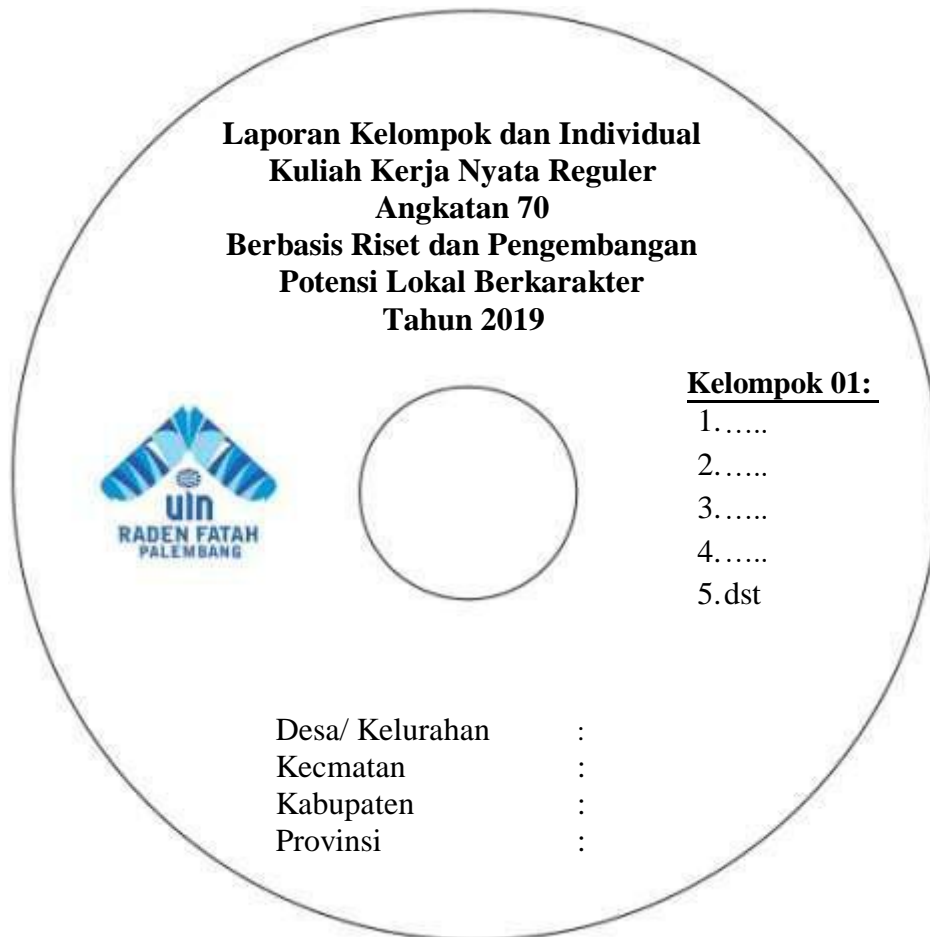 Laporan Kelompok dan Individual
Kuliah Kerja Nyata Reguler
Angkatan 70
Berbasis Riset dan Pengembangan
Potensi Lokal Berkarakter
Tahun 2019
uin
RADEN FATAH
PALEMBANG
Kelompok 01:
1......
2......
3......
4......
5.dst
Desa/ Kelurahan :
Kecmatan :
Kabupaten :
Provinsi :